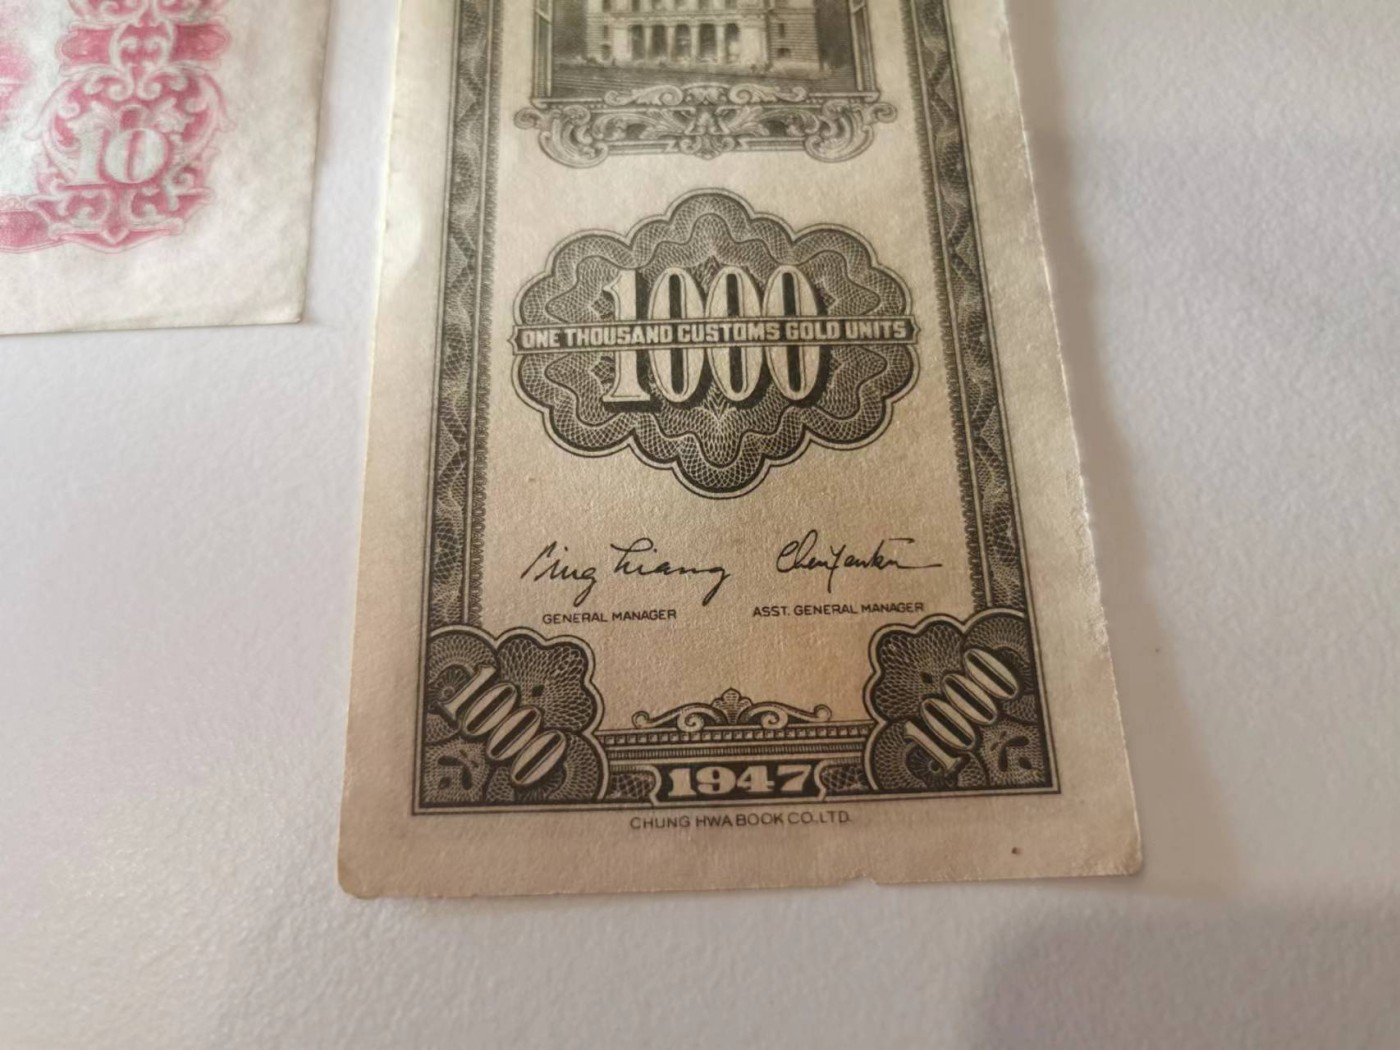 10
1000
ONE THOUSAND CUSTOMS GOLD UNITS
GENERAL MANAGER
ASST. GENERAL MANAGER
1000
1000
1947
CHUNG HWA BOOK CO. LTD.